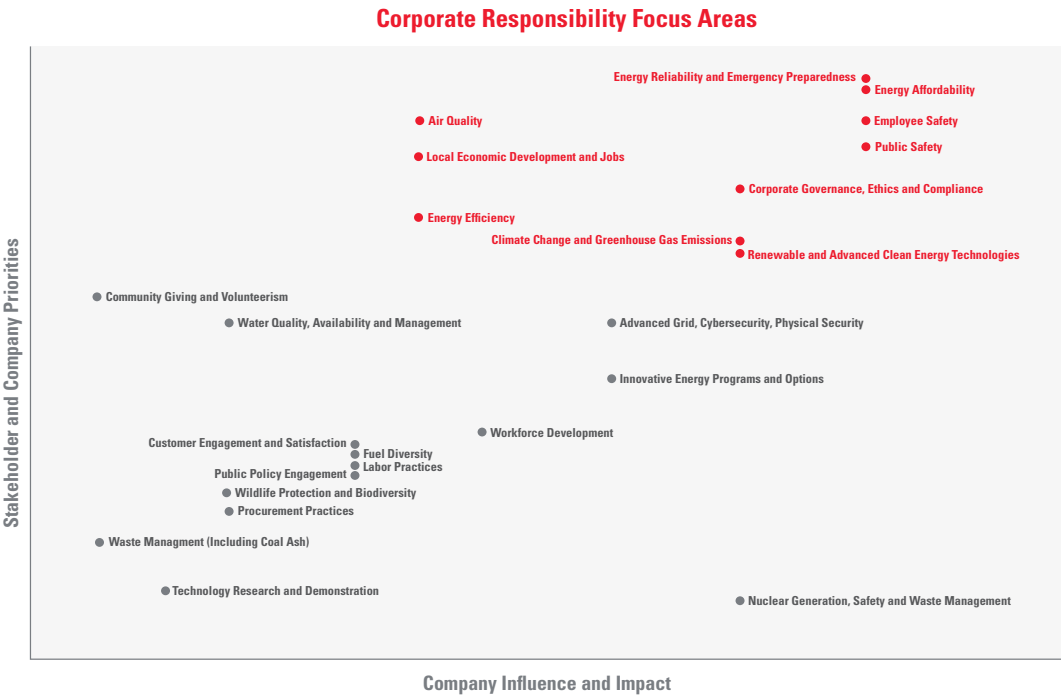 Corporate Responsibility Focus Areas
Energy Reliability and Emergency Preparedness
Energy Affordability
Air Quality
Employee Safety
Public Safety
Local Economic Development and Jobs
Corporate Governance, Ethics and Compliance
Energy Efficiency
Climate Change and Greenhouse Gas Emissions
Renewable and Advanced Clean Energy Technologies
Stakeholder and Company Priorities
Community Giving and Volunteerism
Water Quality, Availability and Management
Advanced Grid, Cybersecurity, Physical Security
Innovative Energy Programs and Options
Workforce Development
Customer Engagement and Satisfaction
Fuel Diversity
Labor Practices
Public Policy Engagement
Wildlife Protection and Biodiversity
Procurement Practices
Waste Managment (Including Coal Ash)
Technology Research and Demonstration
Nuclear Generation, Safety and Waste Management
Company Influence and Impact